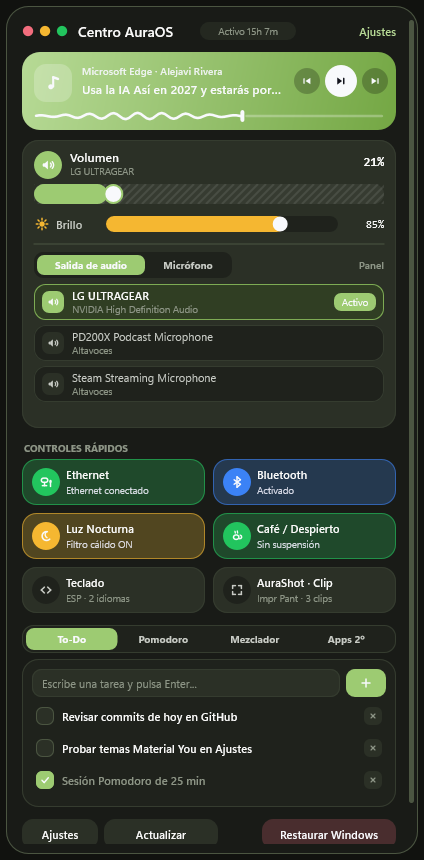 Centro AuraOS
Activo 15h 7m
Ajustes
Microsoft Edge · Alejavi Rivera
Usa la IA Así en 2027 y estarás por...
Volumen
LG ULTRAGEAR
21%
Brillo
85%
Salida de audio
Micrófono
Panel
LG ULTRAGEAR
NVIDIA High Definition Audio
Activo
PD200X Podcast Microphone
Altavoces
Steam Streaming Microphone
Altavoces
CONTROLES RÁPIDOS
Ethernet
Ethernet conectado
Bluetooth
Activado
Luz Nocturna
Filtro cálido ON
Café / Despierto
Sin suspensión
Teclado
ESP · 2 idiomas
AuraShot · Clip
Impr Pant · 3 clips
To-Do
Pomodoro
Mezclador
Apps 2º
Escribe una tarea y pulsa Enter...
Revisar commits de hoy en GitHub
Probar temas Material You en Ajustes
Sesión Pomodoro de 25 min
Ajustes
Actualizar
Restaurar Windows